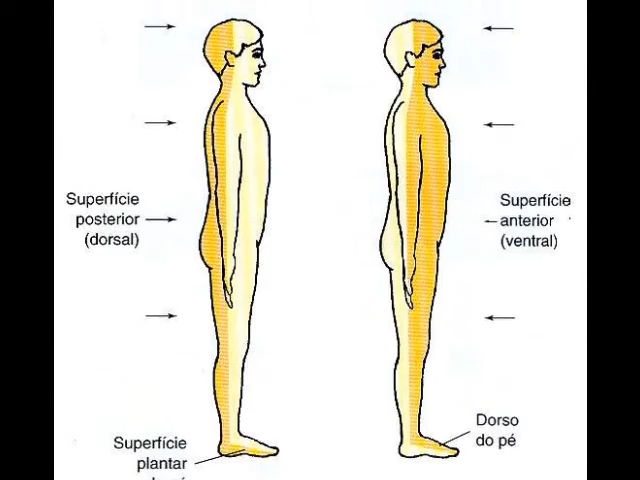 Superfície
posterior
(dorsal)
Superfície
anterior
(ventral)
Superfície
plantar
Dorso
do pé